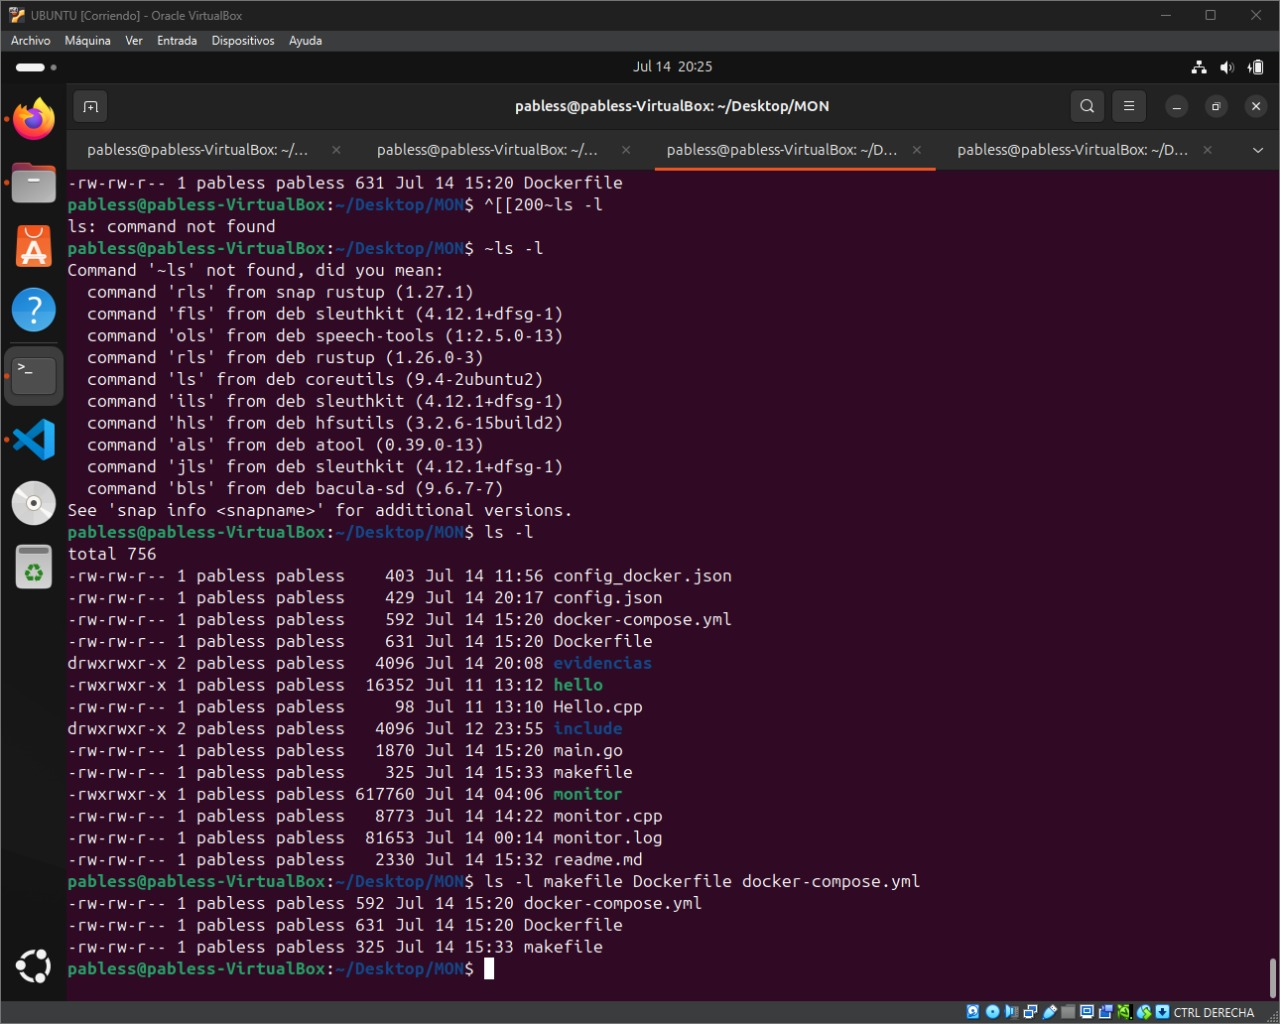 UBUNTU [Corriendo] - Oracle VirtualBox
Archivo Máquina Ver Entrada Dispositivos Ayuda
Jul 14 20:25
pabless@pabless-VirtualBox: ~/Desktop/MON
pabless@pabless-VirtualBox: ~/... pabless@pabless-VirtualBox: ~/... pabless@pabless-VirtualBox: ~/D... pabless@pabless-VirtualBox: ~/D...
-rw-rw-r-- 1 pabless pabless 631 Jul 14 15:20 Dockerfile
pabless@pabless-VirtualBox:~/Desktop/MON$ ^[[200~ls -l
ls: command not found
pabless@pabless-VirtualBox:~/Desktop/MON$ ~ls -l
Command '~ls' not found, did you mean:
  command 'rls' from snap rustup (1.27.1)
  command 'fls' from deb sleuthkit (4.12.1+dfsg-1)
  command 'ols' from deb speech-tools (1:2.5.0-13)
  command 'rls' from deb rustup (1.26.0-3)
  command 'ls' from deb coreutils (9.4-2ubuntu2)
  command 'ils' from deb sleuthkit (4.12.1+dfsg-1)
  command 'hls' from deb hfsutils (3.2.6-15build2)
  command 'als' from deb atool (0.39.0-13)
  command 'jls' from deb sleuthkit (4.12.1+dfsg-1)
  command 'bls' from deb bacula-sd (9.6.7-7)
See 'snap info <snapname>' for additional versions.
pabless@pabless-VirtualBox:~/Desktop/MON$ ls -l
total 756
-rw-rw-r-- 1 pabless pabless    403 Jul 14 11:56 config_docker.json
-rw-rw-r-- 1 pabless pabless    429 Jul 14 20:17 config.json
-rw-rw-r-- 1 pabless pabless    592 Jul 14 15:20 docker-compose.yml
-rw-rw-r-- 1 pabless pabless    631 Jul 14 15:20 Dockerfile
drwxrwxr-x 2 pabless pabless   4096 Jul 14 20:08 evidencias
-rwxrwxr-x 1 pabless pabless  16352 Jul 11 13:12 hello
-rw-rw-r-- 1 pabless pabless     98 Jul 11 13:10 Hello.cpp
drwxrwxr-x 2 pabless pabless   4096 Jul 12 23:55 include
-rw-rw-r-- 1 pabless pabless   1870 Jul 14 15:20 main.go
-rw-rw-r-- 1 pabless pabless    325 Jul 14 15:33 makefile
-rwxrwxr-x 1 pabless pabless 617760 Jul 14 04:06 monitor
-rw-rw-r-- 1 pabless pabless   8773 Jul 14 14:22 monitor.cpp
-rw-rw-r-- 1 pabless pabless  81653 Jul 14 00:14 monitor.log
-rw-rw-r-- 1 pabless pabless   2330 Jul 14 15:32 readme.md
pabless@pabless-VirtualBox:~/Desktop/MON$ ls -l makefile Dockerfile docker-compose.yml
-rw-rw-r-- 1 pabless pabless 592 Jul 14 15:20 docker-compose.yml
-rw-rw-r-- 1 pabless pabless 631 Jul 14 15:20 Dockerfile
-rw-rw-r-- 1 pabless pabless 325 Jul 14 15:33 makefile
pabless@pabless-VirtualBox:~/Desktop/MON$
CTRL DERECHA